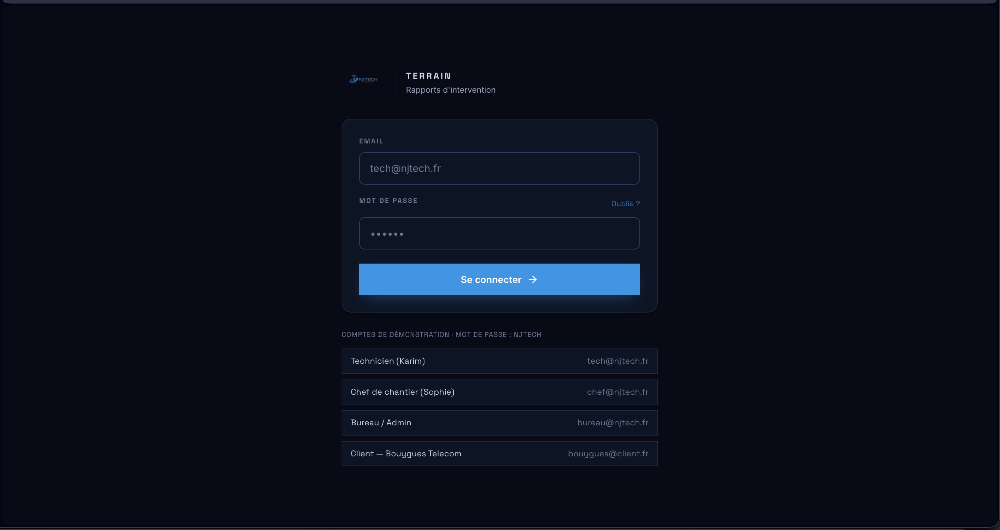 NJTECH
TERRAIN
Rapports d'intervention
EMAIL
tech@njtech.fr
MOT DE PASSE
Oublié ?
••••••
Se connecter →
COMPTES DE DÉMONSTRATION · MOT DE PASSE : NJTECH
Technicien (Karim) tech@njtech.fr
Chef de chantier (Sophie) chef@njtech.fr
Bureau / Admin bureau@njtech.fr
Client — Bouygues Telecom bouygues@client.fr